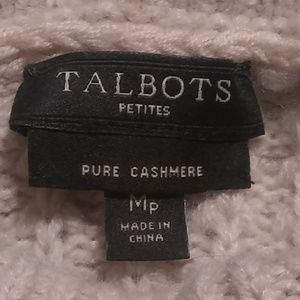 TALBOTS
PETITES
PURE CASHMERE
MP
MADE IN
CHINA